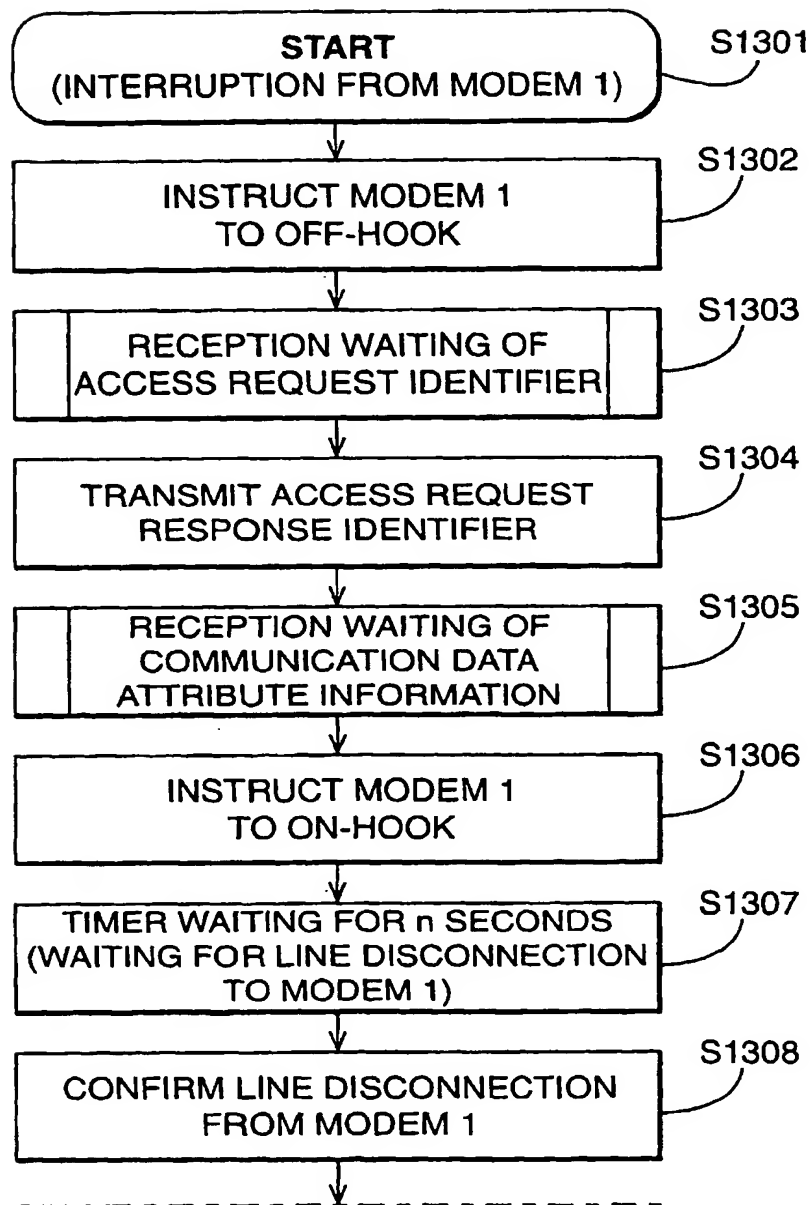 START
(INTERRUPTION FROM MODEM 1)
S1301
INSTRUCT MODEM 1
TO OFF-HOOK
S1302
RECEPTION WAITING OF
ACCESS REQUEST IDENTIFIER
S1303
TRANSMIT ACCESS REQUEST
RESPONSE IDENTIFIER
S1304
RECEPTION WAITING OF
COMMUNICATION DATA
ATTRIBUTE INFORMATION
S1305
INSTRUCT MODEM 1
TO ON-HOOK
S1306
TIMER WAITING FOR n SECONDS
(WAITING FOR LINE DISCONNECTION
TO MODEM 1)
S1307
CONFIRM LINE DISCONNECTION
FROM MODEM 1
S1308